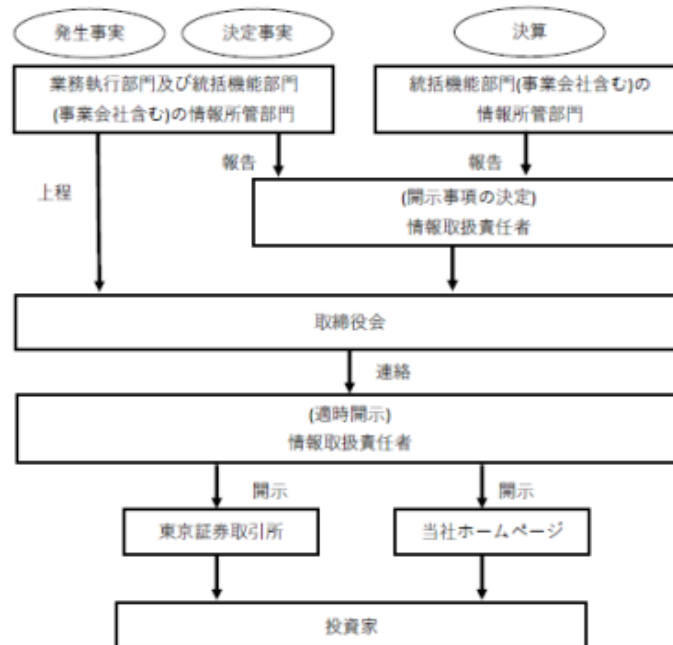 発生事実
決定事実
決算
業務執行部門及び統括機能部門
(事業会社含む)の情報所管部門
統括機能部門(事業会社含む)の
情報所管部門
報告
報告
上程
(開示事項の決定)
情報取扱責任者
取締役会
連絡
(適時開示)
情報取扱責任者
開示
開示
東京証券取引所
当社ホームページ
投資家